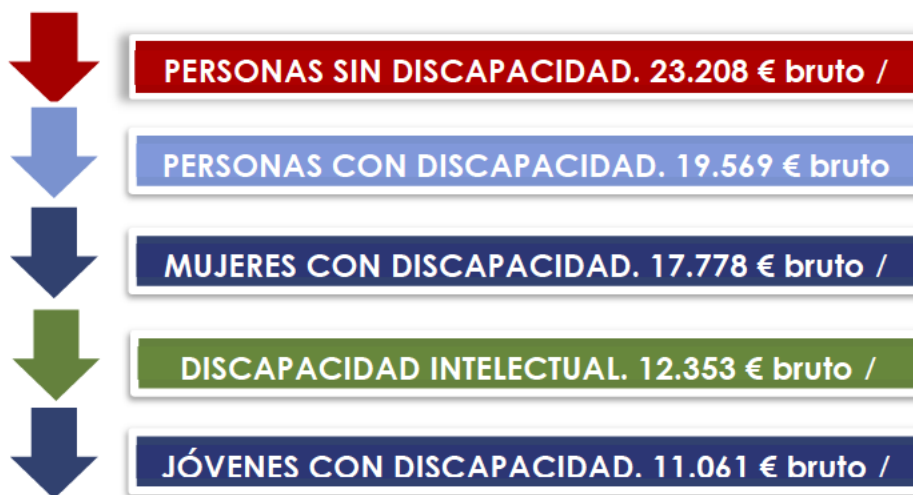 PERSONAS SIN DISCAPACIDAD. 23.208 € bruto /
PERSONAS CON DISCAPACIDAD. 19.569 € bruto
MUJERES CON DISCAPACIDAD. 17.778 € bruto /
DISCAPACIDAD INTELECTUAL. 12.353 € bruto /
JÓVENES CON DISCAPACIDAD. 11.061 € bruto /